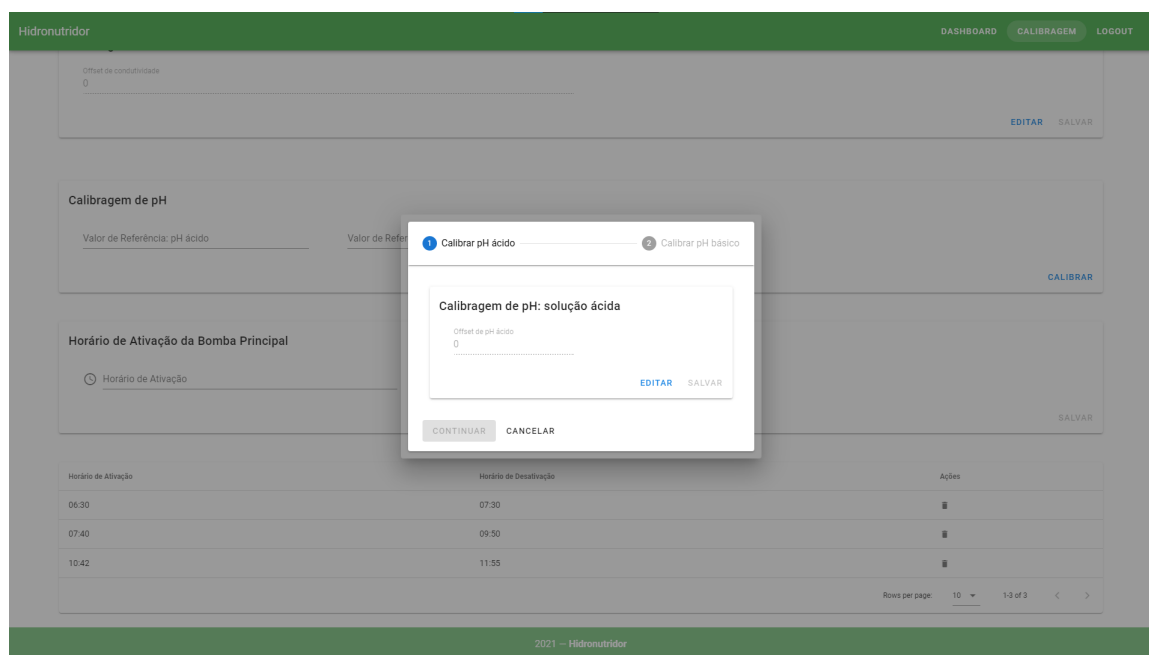 Hidronutridor DASHBOARD CALIBRAGEM LOGOUT
Offset de condutividade
0
EDITAR SALVAR
Calibragem de pH
Valor de Referência: pH ácido Valor de Refer
CALIBRAR
1 Calibrar pH ácido 2 Calibrar pH básico
Calibragem de pH: solução ácida
Offset de pH ácido
0
EDITAR SALVAR
CONTINUAR CANCELAR
Horário de Ativação da Bomba Principal
Horário de Ativação
SALVAR
Horário de Ativação Horário de Desativação Ações
06:30 07:30
07:40 09:50
10:42 11:55
Rows per page: 10 1-3 of 3
2021 — Hidronutridor